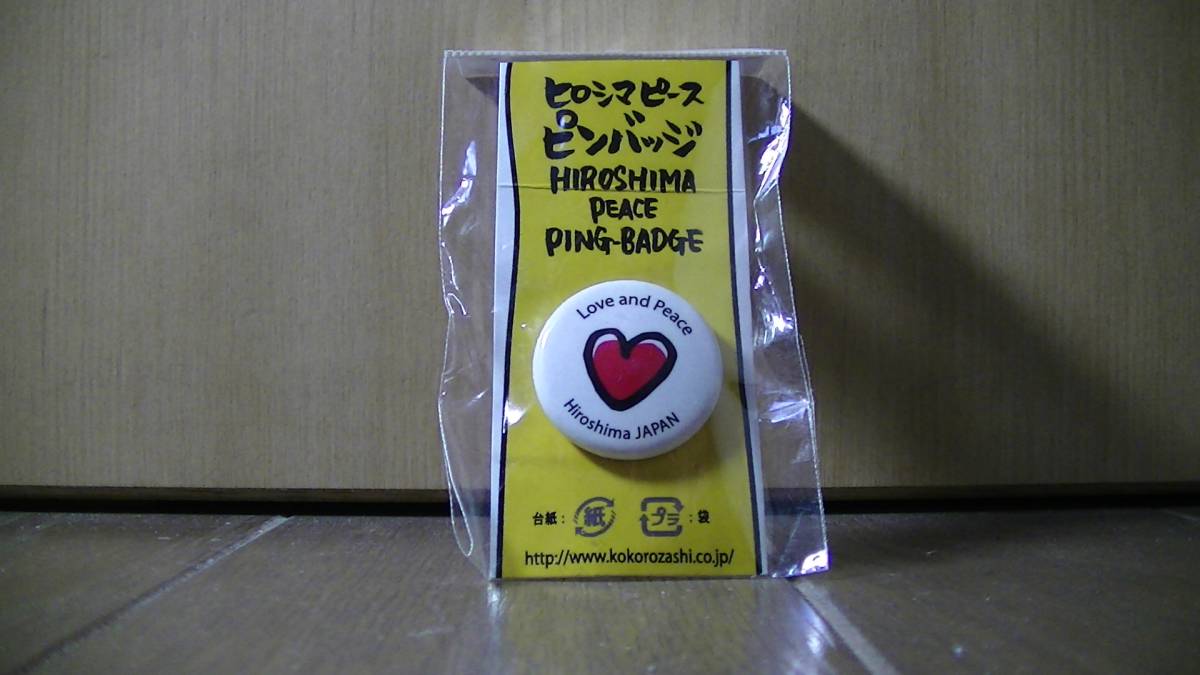 ヒロシマピース
ピンバッジ
HIROSHIMA
PEACE
PING-BADGE
Love and Peace
Hiroshima JAPAN
台紙： 紙 プラ ：袋
http://www.kokorozashi.co.jp/